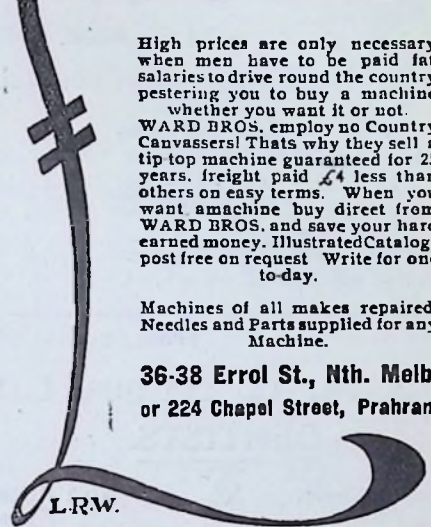 High prices are only necessary
when men have to be paid fat
salaries to drive round the country
pestering you to buy a machine
whether you want it or not.
WARD BROS. employ no Country
Canvassers! Thats why they sell a
tip top machine guaranteed for 2
years. freight paid £4 less than
others on easy terms. When you
want amachine buy direct from
WARD BROS. and save your hard
earned money. IllustratedCatalog
post free on request Write for one
to-day.
Machines of all makes repaired
Needles and Parts supplied for any
Machine.
36-38 Errol St., Nth. Melb
or 224 Chapel Street, Prahran
L.R.W.